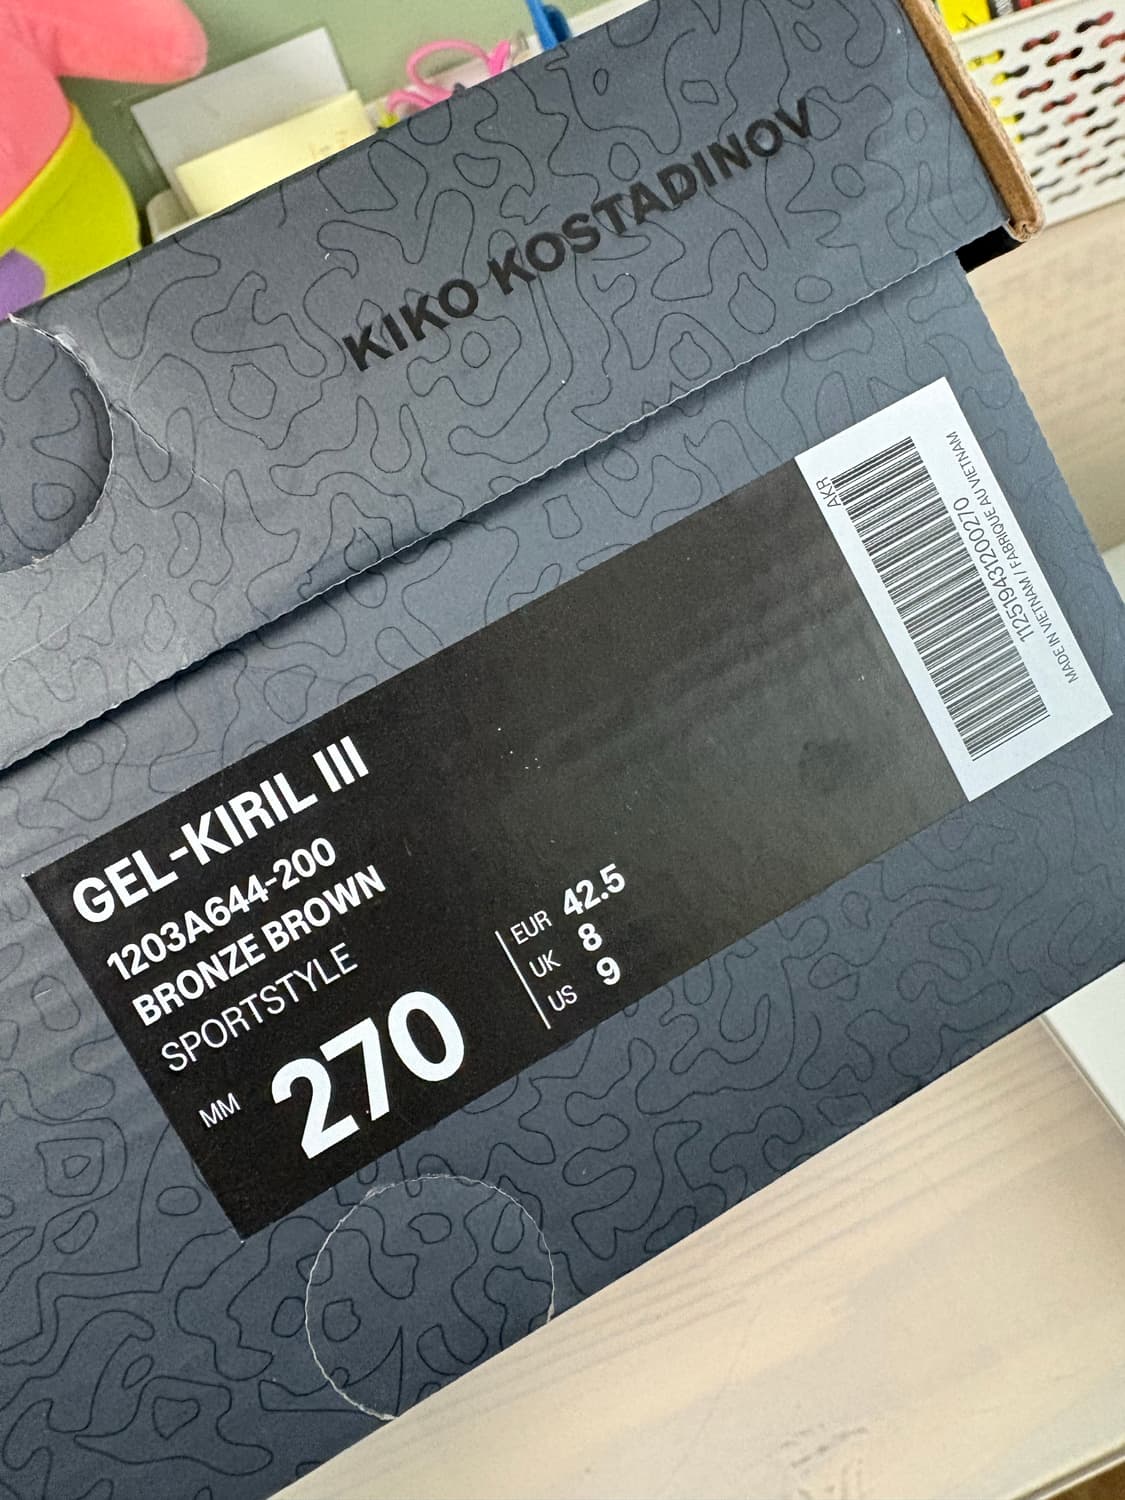 KIKO KOSTADINOV
AKR
112519431200270
MADE IN VIETNAM / FABRIQUE AU VIETNAM
GEL-KIRIL III
1203A644-200
BRONZE BROWN
SPORTSTYLE
MM 270
EUR 42.5
UK 8
US 9